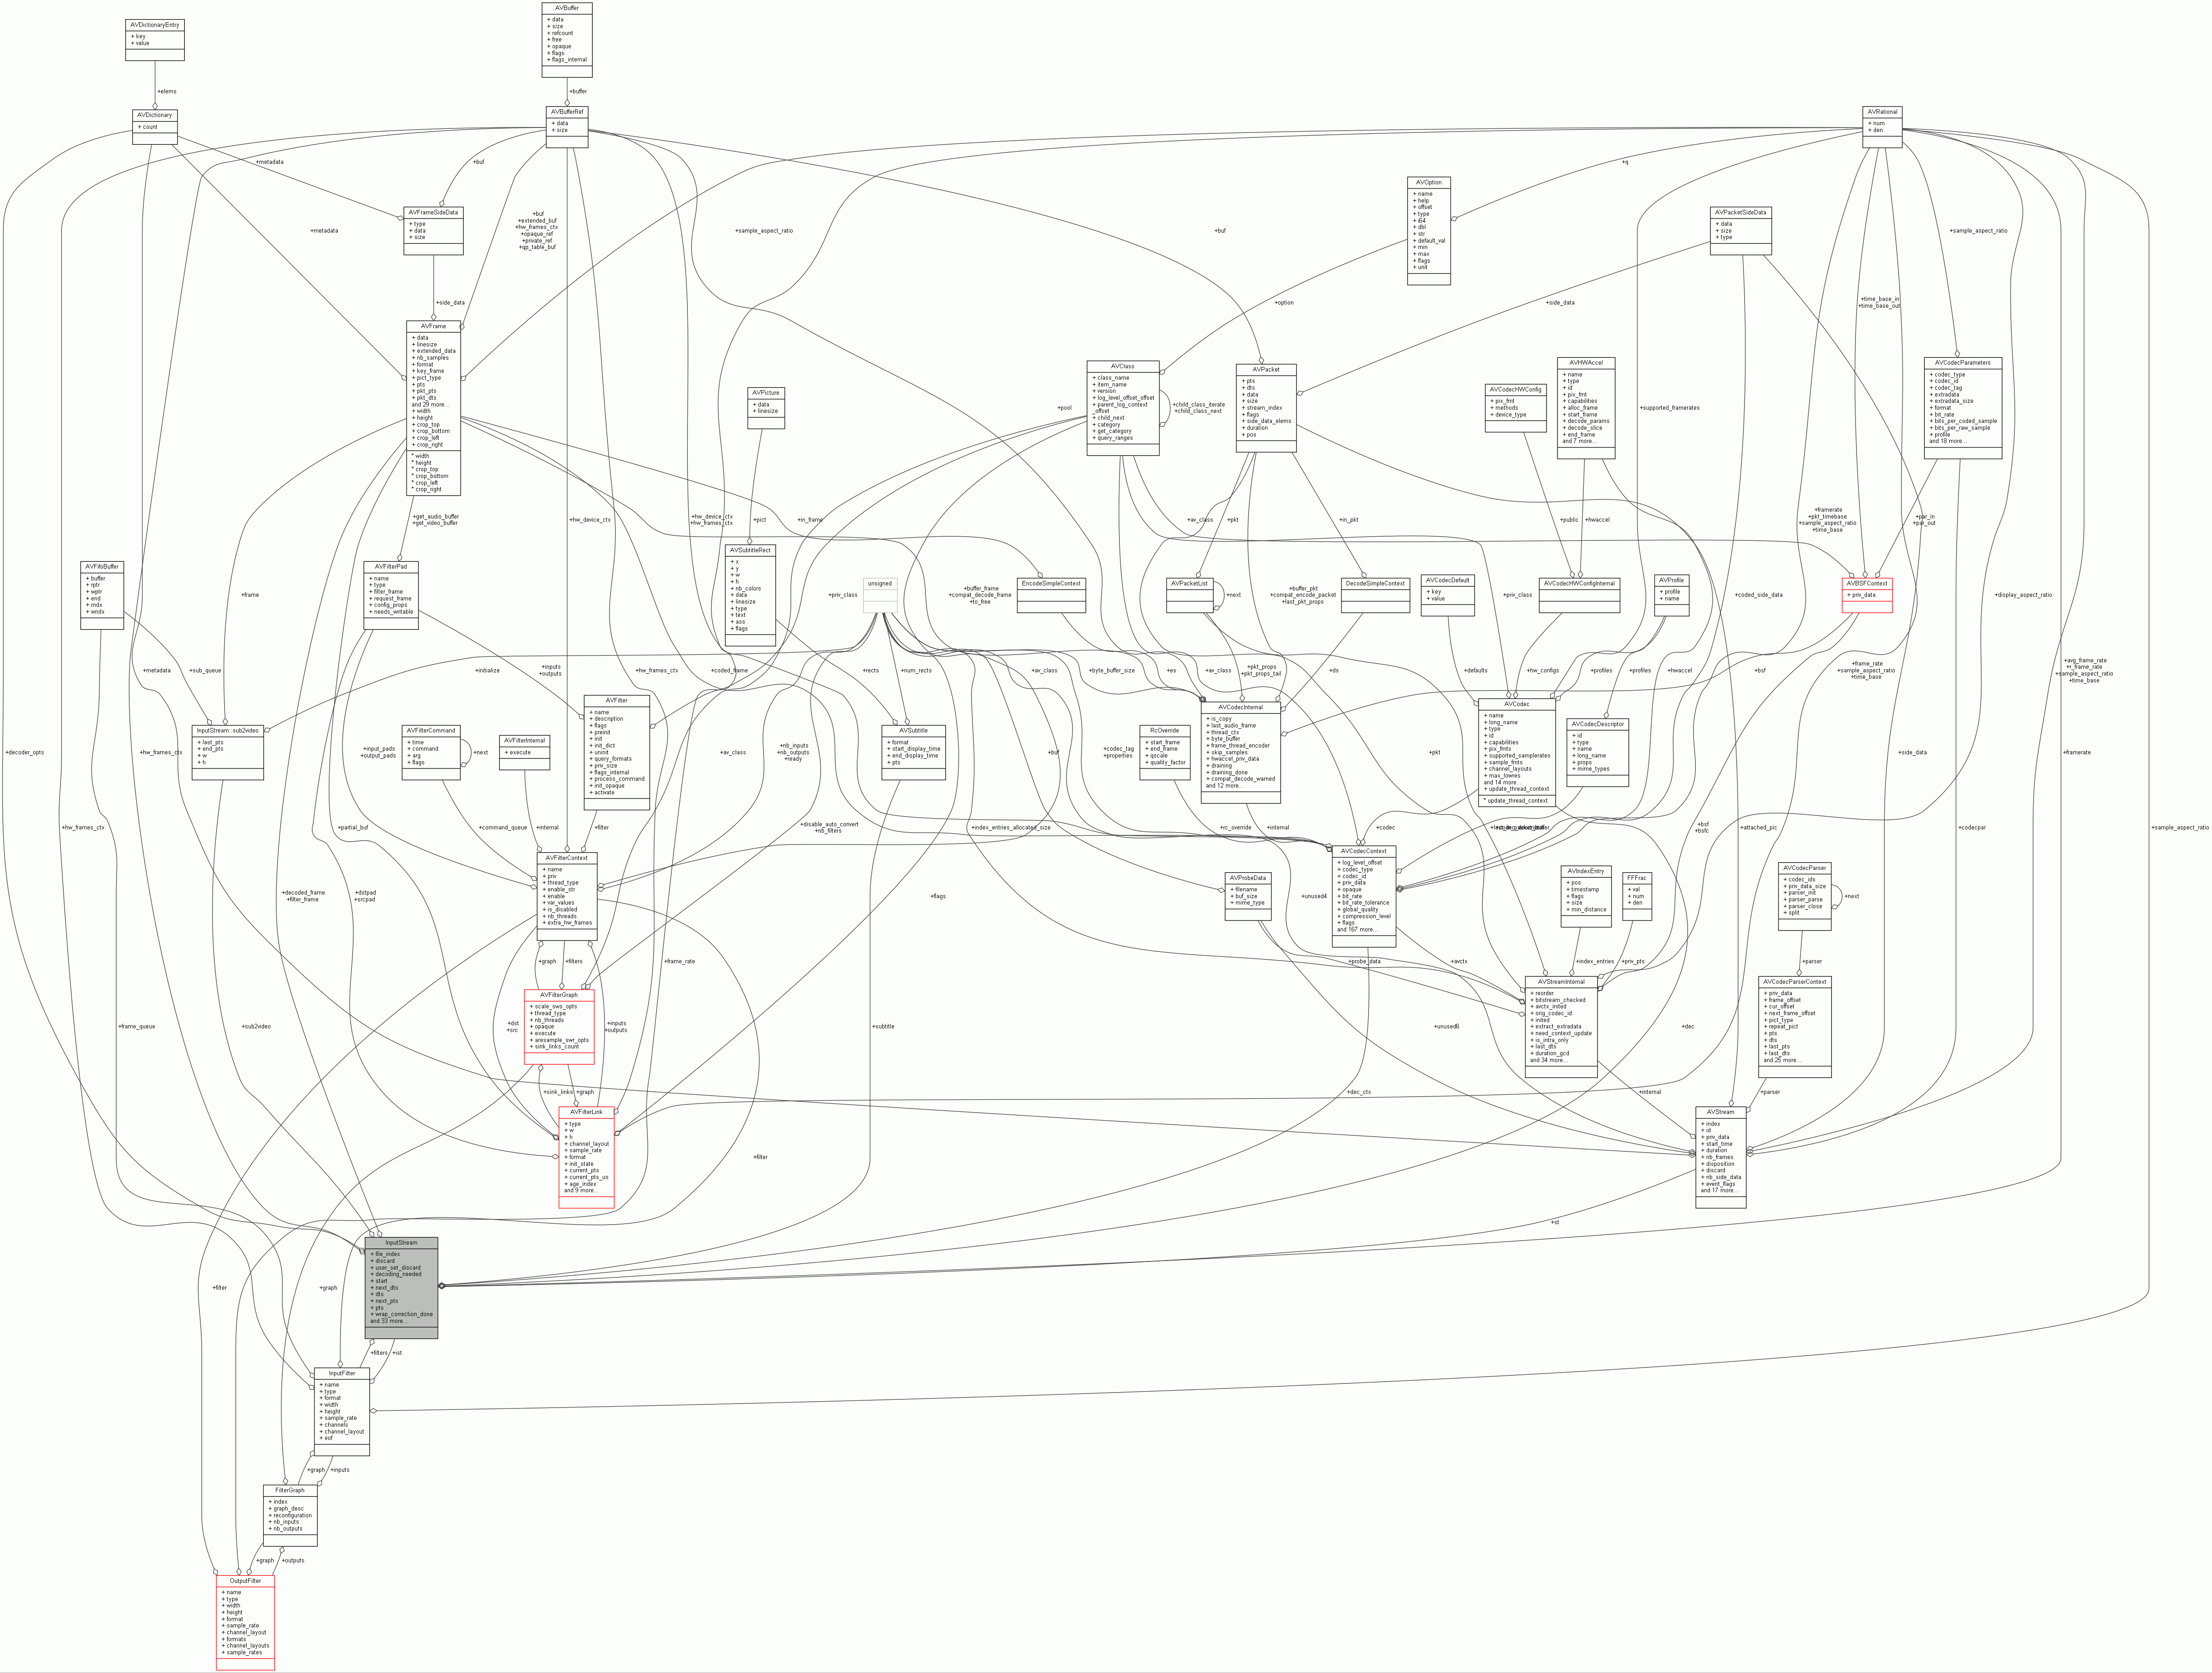 AVDictionaryEntry
+ key
+ value
AVBuffer
+ data
+ size
+ refcount
+ free
+ opaque
+ flags
+ flags_internal
+elems
+buffer
AVDictionary
+ count
AVBufferRef
+ data
+ size
AVRational
+ num
+ den
+metadata
+buf
+q
AVOption
+ name
+ help
+ offset
+ type
+ i64
+ dbl
+ str
+ default_val
+ min
+ max
+ flags
+ unit
AVFrameSideData
+ type
+ data
+ size
AVPacketSideData
+ data
+ size
+ type
+metadata
+buf
+extended_buf
+hw_frames_ctx
+opaque_ref
+private_ref
+qp_table_buf
+sample_aspect_ratio
+buf
+sample_aspect_ratio
+side_data
+option
+side_data
+time_base_in
+time_base_out
AVFrame
+ data
+ linesize
+ extended_data
+ nb_samples
+ format
+ key_frame
+ pict_type
+ pts
+ pkt_pts
+ pkt_dts
and 29 more...
+ width
+ height
+ crop_top
+ crop_bottom
+ crop_left
+ crop_right
* width
* height
* crop_top
* crop_bottom
* crop_left
* crop_right
AVPicture
+ data
+ linesize
+pool
AVClass
+ class_name
+ item_name
+ version
+ log_level_offset_offset
+ parent_log_context
_offset
+ child_next
+ category
+ get_category
+ query_ranges
+child_class_iterate
+child_class_next
AVPacket
+ pts
+ dts
+ data
+ size
+ stream_index
+ flags
+ side_data_elems
+ duration
+ pos
AVCodecHWConfig
+ pix_fmt
+ methods
+ device_type
AVHWAccel
+ name
+ type
+ id
+ pix_fmt
+ capabilities
+ alloc_frame
+ start_frame
+ decode_params
+ decode_slice
+ end_frame
and 7 more...
+supported_framerates
AVCodecParameters
+ codec_type
+ codec_id
+ codec_tag
+ extradata
+ extradata_size
+ format
+ bit_rate
+ bits_per_coded_sample
+ bits_per_raw_sample
+ profile
and 18 more...
+get_audio_buffer
+get_video_buffer
+hw_device_ctx
+hw_device_ctx
+hw_frames_ctx
+pict
+in_frame
+av_class
+pkt
+in_pkt
+public
+hwaccel
+framerate
+pkt_timebase
+sample_aspect_ratio
+time_base
+par_in
+par_out
AVFifoBuffer
+ buffer
+ rptr
+ wptr
+ end
+ rndx
+ wndx
+frame
AVFilterPad
+ name
+ type
+ filter_frame
+ request_frame
+ config_props
+ needs_writable
AVSubtitleRect
+ x
+ y
+ w
+ h
+ nb_colors
+ data
+ linesize
+ type
+ text
+ ass
+ flags
+priv_class
unsigned
+buffer_frame
+compat_decode_frame
+to_free
EncodeSimpleContext
AVPacketList
+next
+buffer_pkt
+compat_encode_packet
+last_pkt_props
DecodeSimpleContext
AVCodecDefault
+ key
+ value
+priv_class
AVCodecHWConfigInternal
AVProfile
+ profile
+ name
+coded_side_data
AVBSFContext
+ priv_data
+display_aspect_ratio
+metadata
+sub_queue
+initialize
+inputs
+outputs
+hw_frames_ctx
+coded_frame
+rects
+num_rects
+av_class
+byte_buffer_size
+es
+av_class
+pkt_props
+pkt_props_tail
+ds
+defaults
+hw_configs
+profiles
+profiles
+hwaccel
+bsf
+frame_rate
+sample_aspect_ratio
+time_base
+avg_frame_rate
+r_frame_rate
+sample_aspect_ratio
+time_base
+decoder_opts
+hw_frames_ctx
InputStream::sub2video
+ last_pts
+ end_pts
+ w
+ h
+input_pads
+output_pads
AVFilterCommand
+ time
+ command
+ arg
+ flags
+next
AVFilterInternal
+ execute
AVFilter
+ name
+ description
+ flags
+ preinit
+ init
+ init_dict
+ uninit
+ query_formats
+ priv_size
+ flags_internal
+ process_command
+ init_opaque
+ activate
+av_class
+nb_inputs
+nb_outputs
+ready
AVSubtitle
+ format
+ start_display_time
+ end_display_time
+ pts
+buf
+codec_tag
+properties
RcOverride
+ start_frame
+ end_frame
+ qscale
+ quality_factor
AVCodecInternal
+ is_copy
+ last_audio_frame
+ thread_ctx
+ byte_buffer
+ frame_thread_encoder
+ skip_samples
+ hwaccel_priv_data
+ draining
+ draining_done
+ compat_decode_warned
and 12 more...
+pkt
AVCodec
+ name
+ long_name
+ type
+ id
+ capabilities
+ pix_fmts
+ supported_samplerates
+ sample_fmts
+ channel_layouts
+ max_lowres
and 14 more...
+ update_thread_context
* update_thread_context
AVCodecDescriptor
+ id
+ type
+ name
+ long_name
+ props
+ mime_types
+side_data
+framerate
+hw_frames_ctx
+partial_buf
+command_queue
+internal
+filter
+disable_auto_convert
+nb_filters
+index_entries_allocated_size
+rc_override
+internal
+codec
+bsf
+bsfc
+attached_pic
+codecpar
+sample_aspect_ratio
AVFilterContext
+ name
+ priv
+ thread_type
+ enable_str
+ enable
+ var_values
+ is_disabled
+ nb_threads
+ extra_hw_frames
AVCodecContext
+ log_level_offset
+ codec_type
+ codec_id
+ priv_data
+ opaque
+ bit_rate
+ bit_rate_tolerance
+ global_quality
+ compression_level
+ flags
and 167 more...
+decoded_frame
+filter_frame
+dstpad
+srcpad
+flags
AVProbeData
+ filename
+ buf_size
+ mime_type
+unused4
AVIndexEntry
+ pos
+ timestamp
+ flags
+ size
+ min_distance
FFFrac
+ val
+ num
+ den
AVCodecParser
+ codec_ids
+ priv_data_size
+ parser_init
+ parser_parse
+ parser_close
+ split
+next
+graph
+filters
+frame_rate
+probe_data
+avctx
+index_entries
+priv_pts
+parser
AVFilterGraph
+ scale_sws_opts
+ thread_type
+ nb_threads
+ opaque
+ execute
+ aresample_swr_opts
+ sink_links_count
AVStreamInternal
+ reorder
+ bitstream_checked
+ avctx_inited
+ orig_codec_id
+ inited
+ extract_extradata
+ need_context_update
+ is_intra_only
+ last_dts
+ duration_gcd
and 34 more...
AVCodecParserContext
+ priv_data
+ frame_offset
+ cur_offset
+ next_frame_offset
+ pict_type
+ repeat_pict
+ pts
+ dts
+ last_pts
+ last_dts
and 25 more...
+frame_queue
+sub2video
+dst
+src
+inputs
+outputs
+subtitle
+unused6
+dec
+sink_links
+graph
+dec_ctx
+internal
+parser
AVFilterLink
+ type
+ w
+ h
+ channel_layout
+ sample_rate
+ format
+ init_state
+ current_pts
+ current_pts_us
+ age_index
and 9 more...
+filter
AVStream
+ index
+ id
+ priv_data
+ start_time
+ duration
+ nb_frames
+ disposition
+ discard
+ nb_side_data
+ event_flags
and 17 more...
+st
InputStream
+ file_index
+ discard
+ user_set_discard
+ decoding_needed
+ start
+ next_dts
+ dts
+ next_pts
+ pts
+ wrap_correction_done
and 33 more...
+filter
+graph
+filters
+ist
InputFilter
+ name
+ type
+ format
+ width
+ height
+ sample_rate
+ channels
+ channel_layout
+ eof
+graph
+inputs
FilterGraph
+ index
+ graph_desc
+ reconfiguration
+ nb_inputs
+ nb_outputs
+graph
+outputs
OutputFilter
+ name
+ type
+ width
+ height
+ format
+ sample_rate
+ channel_layout
+ formats
+ channel_layouts
+ sample_rates